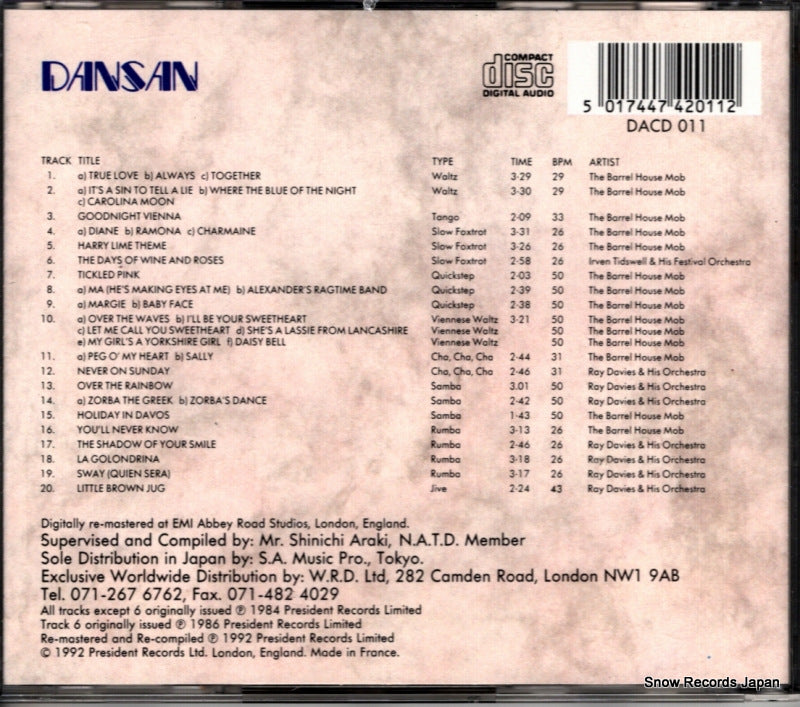 DANSAN
COMPACT
disc
DIGITAL AUDIO
5 017447 420112
DACD 011
TRACK TITLE TYPE TIME BPM ARTIST
1. a) TRUE LOVE b) ALWAYS c) TOGETHER Waltz 3·29 29 The Barrel House Mob
2. a) IT'S A SIN TO TELL A LIE b) WHERE THE BLUE OF THE NIGHT Waltz 3·30 29 The Barrel House Mob
c) CAROLINA MOON
3. GOODNIGHT VIENNA Tango 2·09 33 The Barrel House Mob
4. a) DIANE b) RAMONA c) CHARMAINE Slow Foxtrot 3·31 26 The Barrel House Mob
5. HARRY LIME THEME Slow Foxtrot 3·26 26 The Barrel House Mob
6. THE DAYS OF WINE AND ROSES Slow Foxtrot 2·58 26 Irven Tidswell & His Festival Orchestra
7. TICKLED PINK Quickstep 2·03 50 The Barrel House Mob
8. a) MA (HE'S MAKING EYES AT ME) b) ALEXANDER'S RAGTIME BAND Quickstep 2·39 50 The Barrel House Mob
9. a) MARGIE b) BABY FACE Quickstep 2·38 50 The Barrel House Mob
10. a) OVER THE WAVES b) I'LL BE YOUR SWEETHEART Viennese Waltz 3·21 50 The Barrel House Mob
c) LET ME CALL YOU SWEETHEART d) SHE'S A LASSIE FROM LANCASHIRE Viennese Waltz 50 The Barrel House Mob
e) MY GIRL'S A YORKSHIRE GIRL f) DAISY BELL Viennese Waltz 50 The Barrel House Mob
11. a) PEG O' MY HEART b) SALLY Cha, Cha, Cha 2·44 31 The Barrel House Mob
12. NEVER ON SUNDAY Cha, Cha, Cha 2·46 31 Ray Davies & His Orchestra
13. OVER THE RAINBOW Samba 3.01 50 Ray Davies & His Orchestra
14. a) ZORBA THE GREEK b) ZORBA'S DANCE Samba 2·42 50 Ray Davies & His Orchestra
15. HOLIDAY IN DAVOS Samba 1·43 50 The Barrel House Mob
16. YOU'LL NEVER KNOW Rumba 3·13 26 The Barrel House Mob
17. THE SHADOW OF YOUR SMILE Rumba 2·46 26 Ray Davies & His Orchestra
18. LA GOLONDRINA Rumba 3·18 26 Ray Davies & His Orchestra
19. SWAY (QUIEN SERA) Rumba 3·17 26 Ray Davies & His Orchestra
20. LITTLE BROWN JUG Jive 2·24 43 Ray Davies & His Orchestra
Digitally re-mastered at EMI Abbey Road Studios, London, England.
Supervised and Compiled by: Mr. Shinichi Araki, N.A.T.D. Member
Sole Distribution in Japan by: S.A. Music Pro., Tokyo.
Exclusive Worldwide Distribution by: W.R.D. Ltd, 282 Camden Road, London NW1 9AB
Tel. 071-267 6762, Fax. 071-482 4029
All tracks except 6 originally issued ℗ 1984 President Records Limited
Track 6 originally issued ℗ 1986 President Records Limited
Re-mastered and Re-compiled ℗ 1992 President Records Limited
© 1992 President Records Ltd. London, England. Made in France.
Snow Records Japan